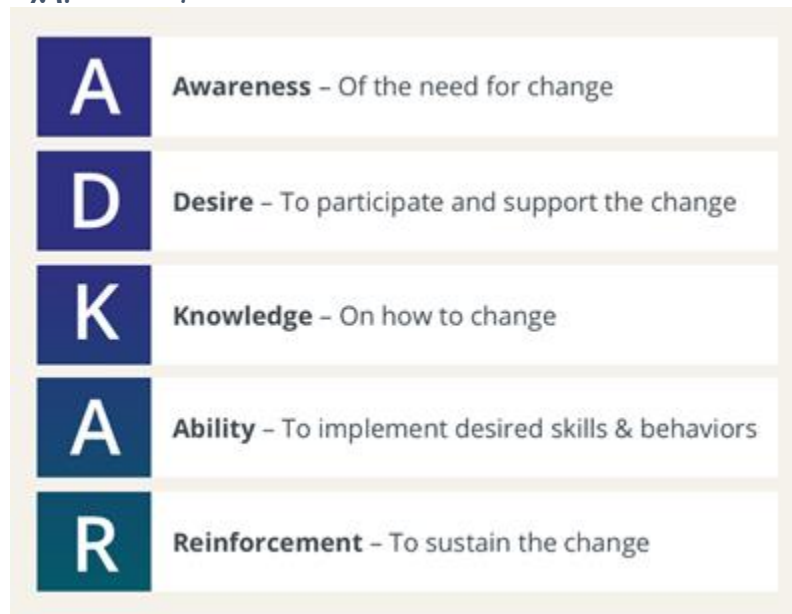 A
Awareness – Of the need for change
D
Desire – To participate and support the change
K
Knowledge – On how to change
A
Ability – To implement desired skills & behaviors
R
Reinforcement – To sustain the change